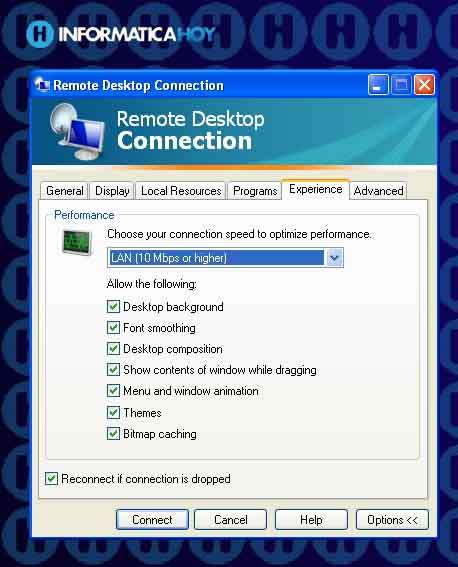 H INFORMATICAHOY
Remote Desktop Connection
Remote Desktop
Connection
General Display Local Resources Programs Experience Advanced
Performance
Choose your connection speed to optimize performance.
LAN (10 Mbps or higher)
Allow the following:
Desktop background
Font smoothing
Desktop composition
Show contents of window while dragging
Menu and window animation
Themes
Bitmap caching
Reconnect if connection is dropped
Connect Cancel Help Options <<